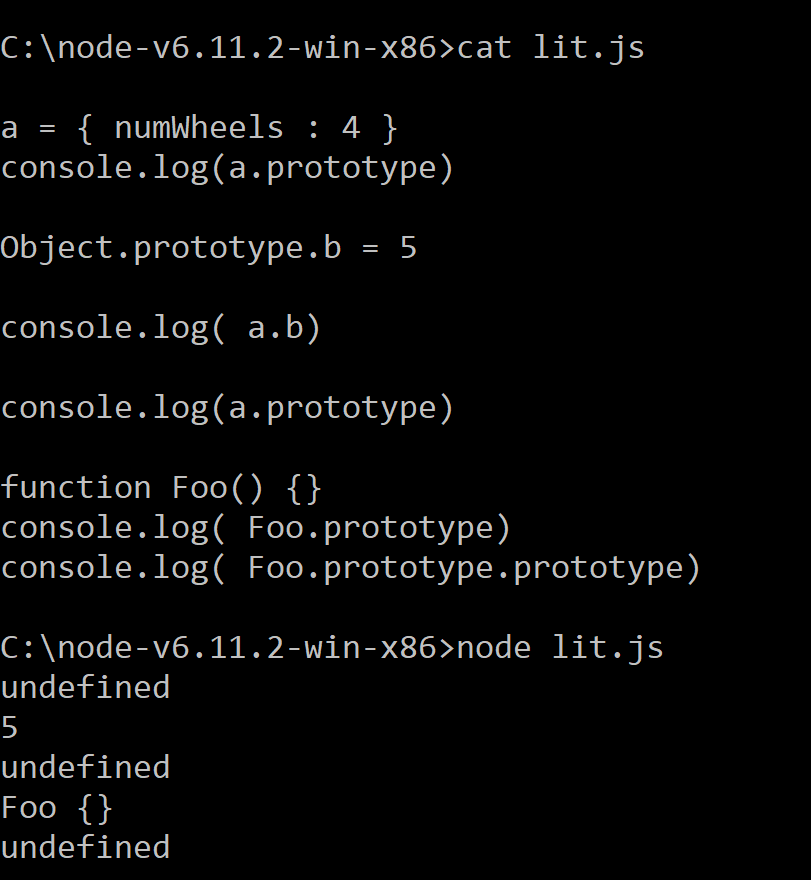 C:\node-v6.11.2-win-x86>cat lit.js
a = { numWheels : 4 }
console.log(a.prototype)
Object.prototype.b = 5
console.log( a.b)
console.log(a.prototype)
function Foo() {}
console.log( Foo.prototype)
console.log( Foo.prototype.prototype)
C:\node-v6.11.2-win-x86>node lit.js
undefined
5
undefined
Foo {}
undefined